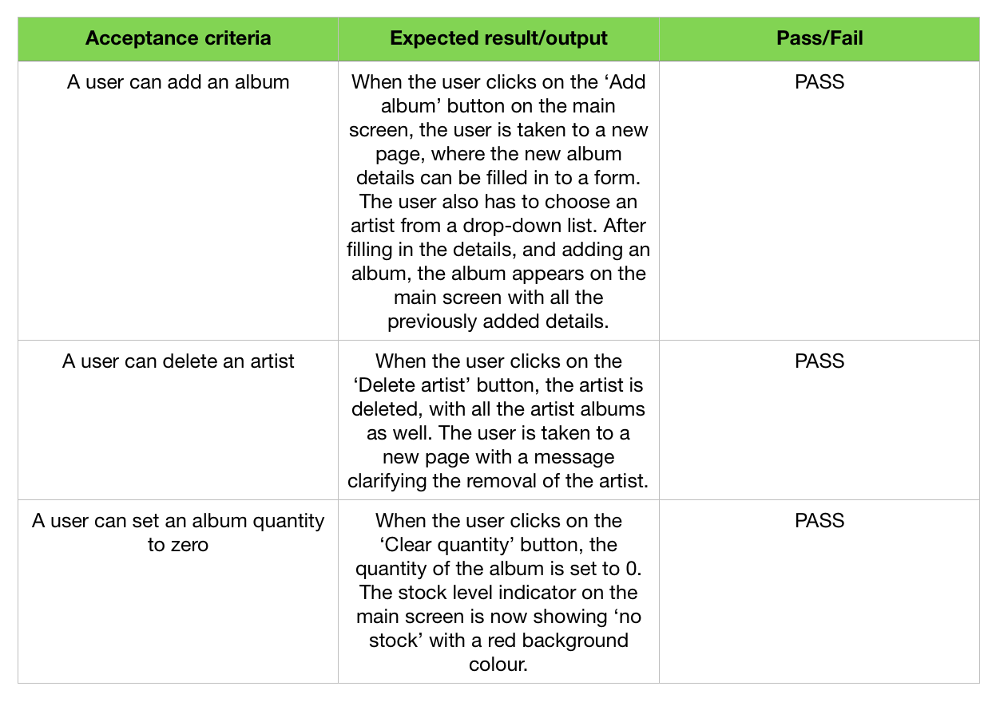 Acceptance criteria
Expected result/output
Pass/Fail
A user can add an album
When the user clicks on the ‘Add
album’ button on the main
screen, the user is taken to a new
page, where the new album
details can be filled in to a form.
The user also has to choose an
artist from a drop-down list. After
filling in the details, and adding an
album, the album appears on the
main screen with all the
previously added details.
PASS
A user can delete an artist
When the user clicks on the
‘Delete artist’ button, the artist is
deleted, with all the artist albums
as well. The user is taken to a
new page with a message
clarifying the removal of the artist.
PASS
A user can set an album quantity
to zero
When the user clicks on the
‘Clear quantity’ button, the
quantity of the album is set to 0.
The stock level indicator on the
main screen is now showing ‘no
stock’ with a red background
colour.
PASS